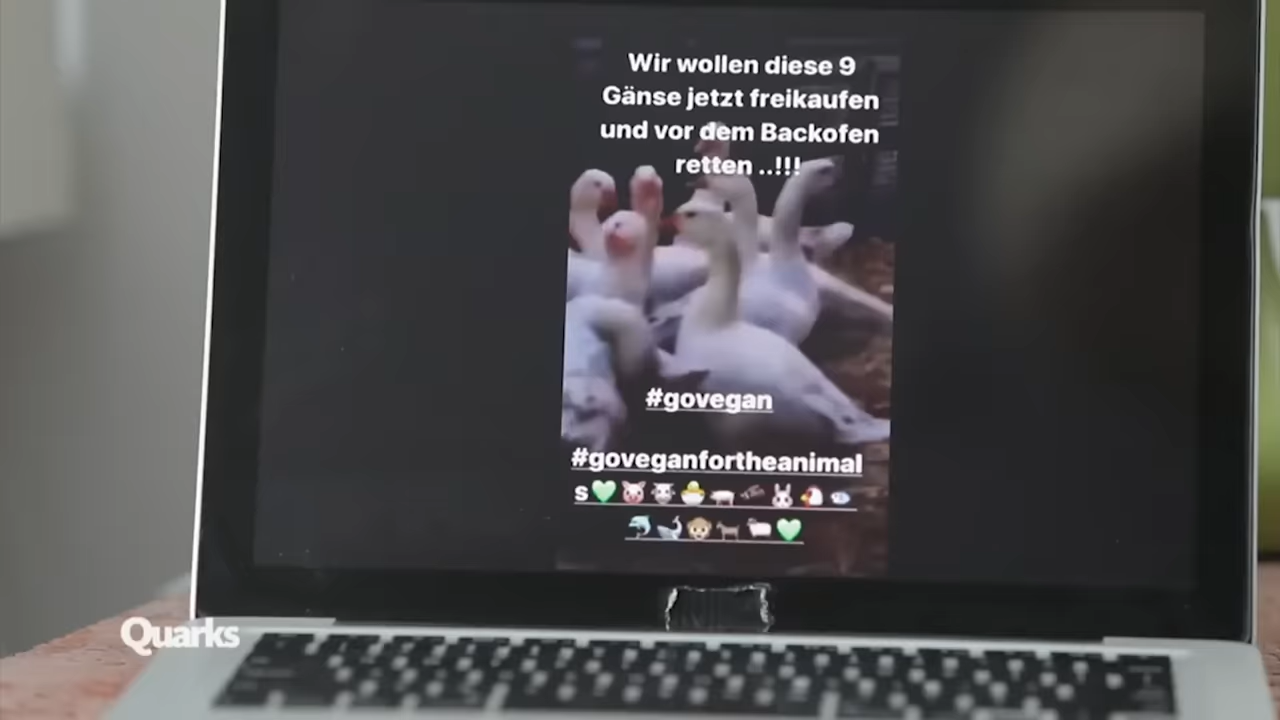 Wir wollen diese 9
Gänse jetzt freikaufen
und vor dem Backofen
retten ..!!!
#govegan
#goveganfortheanimal
s💚🐷🐮🐣🐖🐾🐰🐔🐟
🐬🐋🐵🐐🐑💚
Quarks